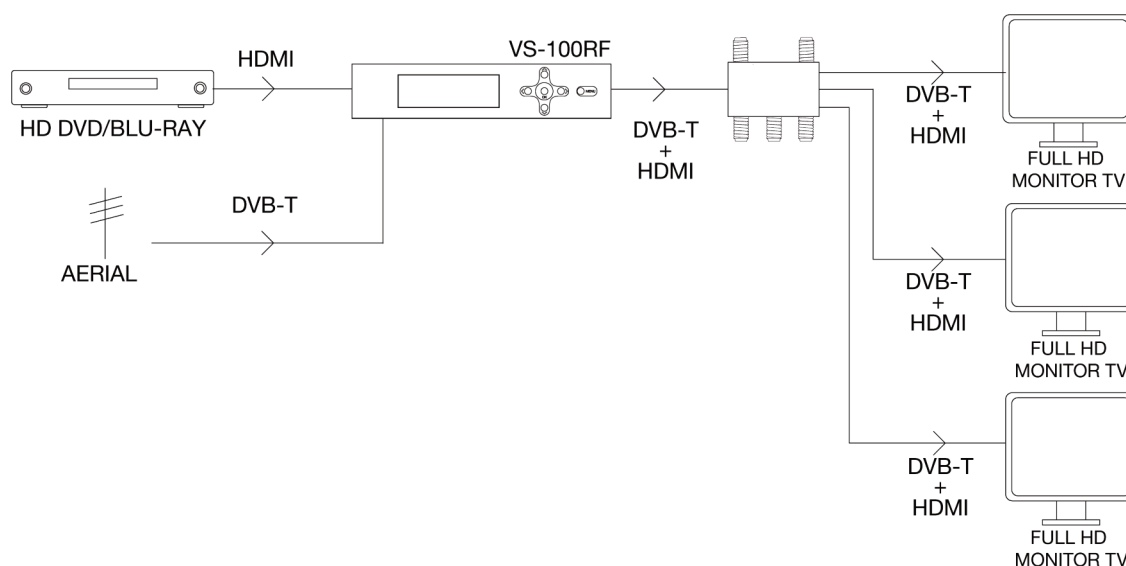 HDMI
VS-100RF
HD DVD/BLU-RAY
DVB-T
+
HDMI
DVB-T
+
HDMI
FULL HD
MONITOR TV
DVB-T
AERIAL
DVB-T
+
HDMI
FULL HD
MONITOR TV
DVB-T
+
HDMI
FULL HD
MONITOR TV